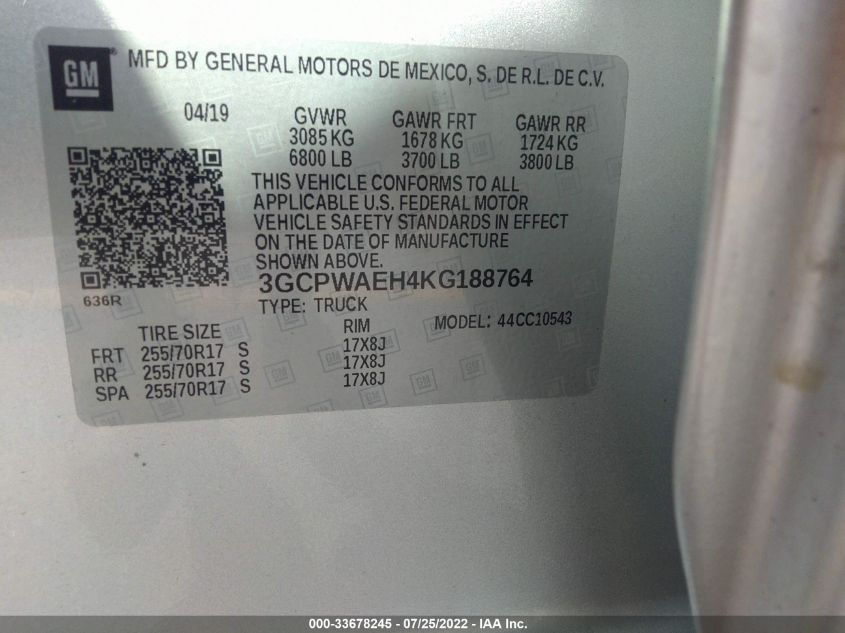 GM
MFD BY GENERAL MOTORS DE MEXICO, S. DE R.L. DE C.V.
04/19
GVWR GAWR FRT GAWR RR
3085 KG 1678 KG 1724 KG
6800 LB 3700 LB 3800 LB
THIS VEHICLE CONFORMS TO ALL
APPLICABLE U.S. FEDERAL MOTOR
VEHICLE SAFETY STANDARDS IN EFFECT
ON THE DATE OF MANUFACTURE
SHOWN ABOVE.
636R
3GCPWAEH4KG188764
TYPE: TRUCK
MODEL: 44CC10543
TIRE SIZE RIM
FRT 255/70R17 S 17X8J
RR 255/70R17 S 17X8J
SPA 255/70R17 S 17X8J
000-33678245 - 07/25/2022 - IAA Inc.